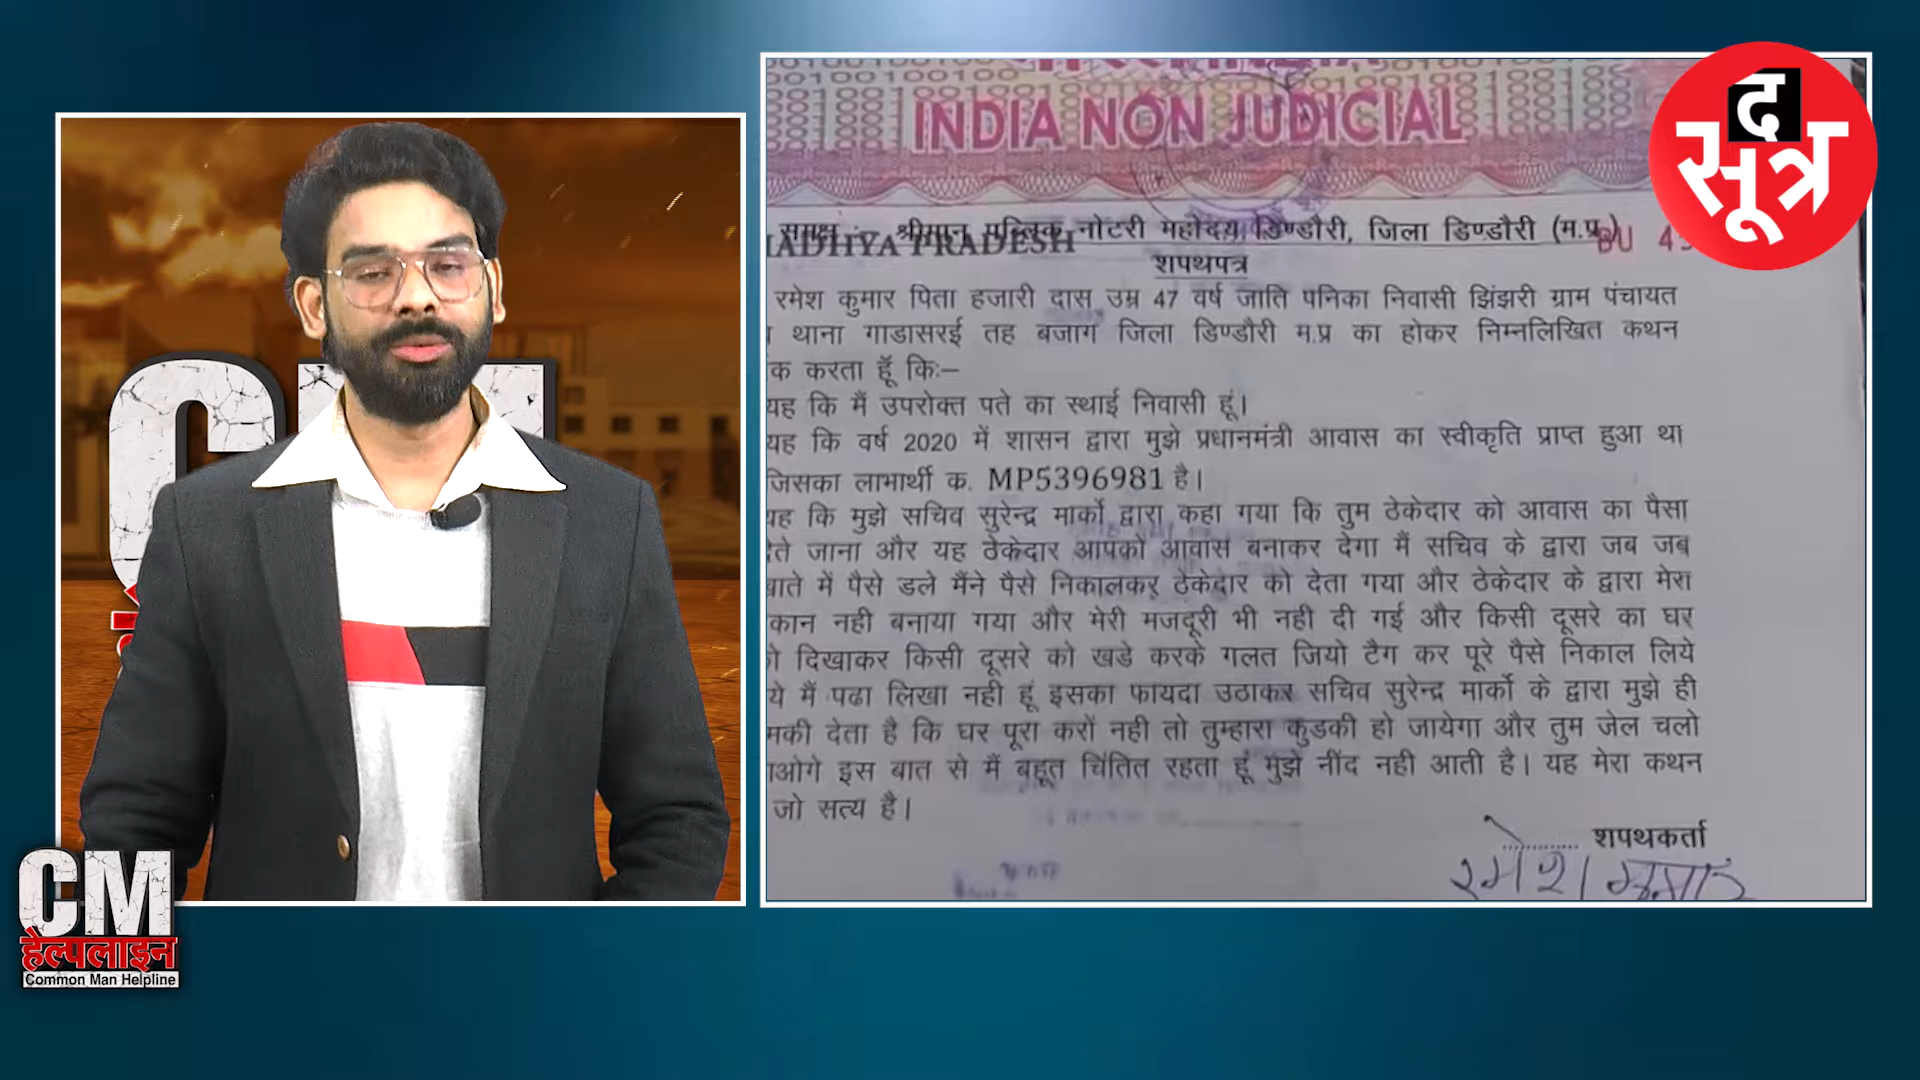 INDIA NON JUDICIAL
द
सूत्र
समक्ष :- श्रीमान पब्लिक नोटरी महोदय डिण्डौरी, जिला डिण्डौरी (म.प्र.)
MADHYA PRADESH
BU
शपथपत्र
रमेश कुमार पिता हजारी दास उम्र 47 वर्ष जाति पनिका निवासी झिंझरी ग्राम पंचायत
थाना गाडासरई तह बजाग जिला डिण्डौरी म.प्र का होकर निम्नलिखित कथन
क करता हूॅ कि:–
यह कि मैं उपरोक्त पते का स्थाई निवासी हूं।
यह कि वर्ष 2020 में शासन द्वारा मुझे प्रधानमंत्री आवास का स्वीकृति प्राप्त हुआ था
जिसका लाभार्थी क. MP5396981 है।
यह कि मुझे सचिव सुरेन्द्र मार्को द्वारा कहा गया कि तुम ठेकेदार को आवास का पैसा
देते जाना और यह ठेकेदार आपको आवास बनाकर देगा मैं सचिव के द्वारा जब जब
खाते में पैसे डले मैंने पैसे निकालकर ठेकेदार को देता गया और ठेकेदार के द्वारा मेरा
कान नही बनाया गया और मेरी मजदूरी भी नही दी गई और किसी दूसरे का घर
दिखाकर किसी दूसरे को खडे करके गलत जियो टैग कर पूरे पैसे निकाल लिये
ये मैं पढा लिखा नही हूं इसका फायदा उठाकर सचिव सुरेन्द्र मार्को के द्वारा मुझे ही
मकी देता है कि घर पूरा करों नही तो तुम्हारा कुडकी हो जायेगा और तुम जेल चलो
ओगे इस बात से मैं बहूत चिंतित रहता हूं मुझे नींद नही आती है। यह मेरा कथन
जो सत्य है।
शपथकर्ता
रमेश कुमार
CM
हेल्पलाइन
Common Man Helpline